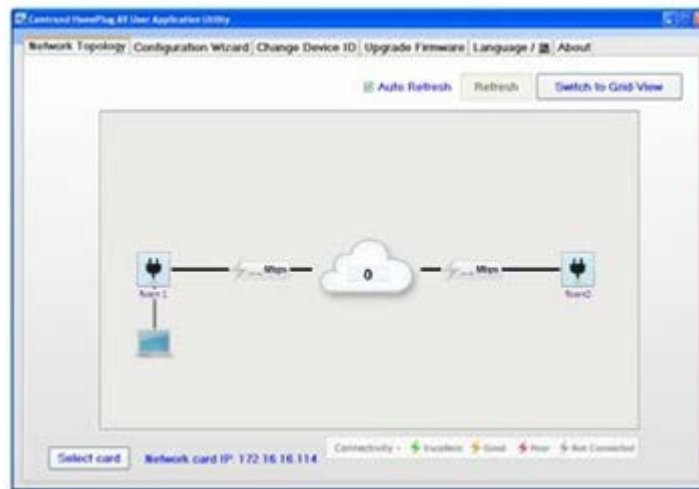 Comtrend HomePlug AV User Application Utility
Network Topology Configuration Wizard Change Device ID Upgrade Firmware Language / About
Auto Refresh Refresh Switch to Grid View
Mbps 0 Mbps
Connectivity : Excellent Good Poor Not Connected
Select card Network card IP: 172.16.16.114